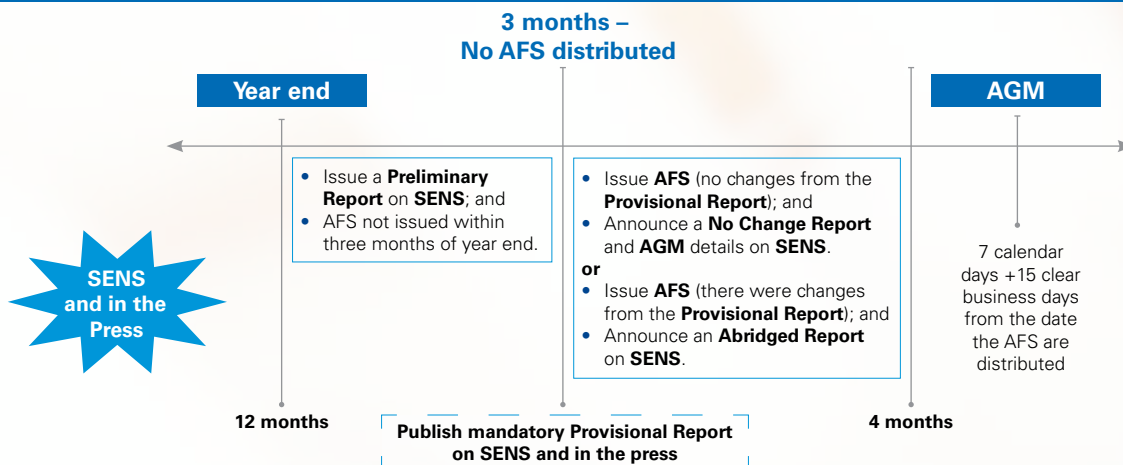 3 months –
No AFS distributed
Year end
AGM
• Issue a Preliminary
Report on SENS; and
• AFS not issued within
three months of year end.
• Issue AFS (no changes from the
Provisional Report); and
• Announce a No Change Report
and AGM details on SENS.
or
• Issue AFS (there were changes
from the Provisional Report); and
• Announce an Abridged Report
on SENS.
SENS
and in the
Press
7 calendar
days +15 clear
business days
from the date
the AFS are
distributed
12 months
4 months
Publish mandatory Provisional Report
on SENS and in the press